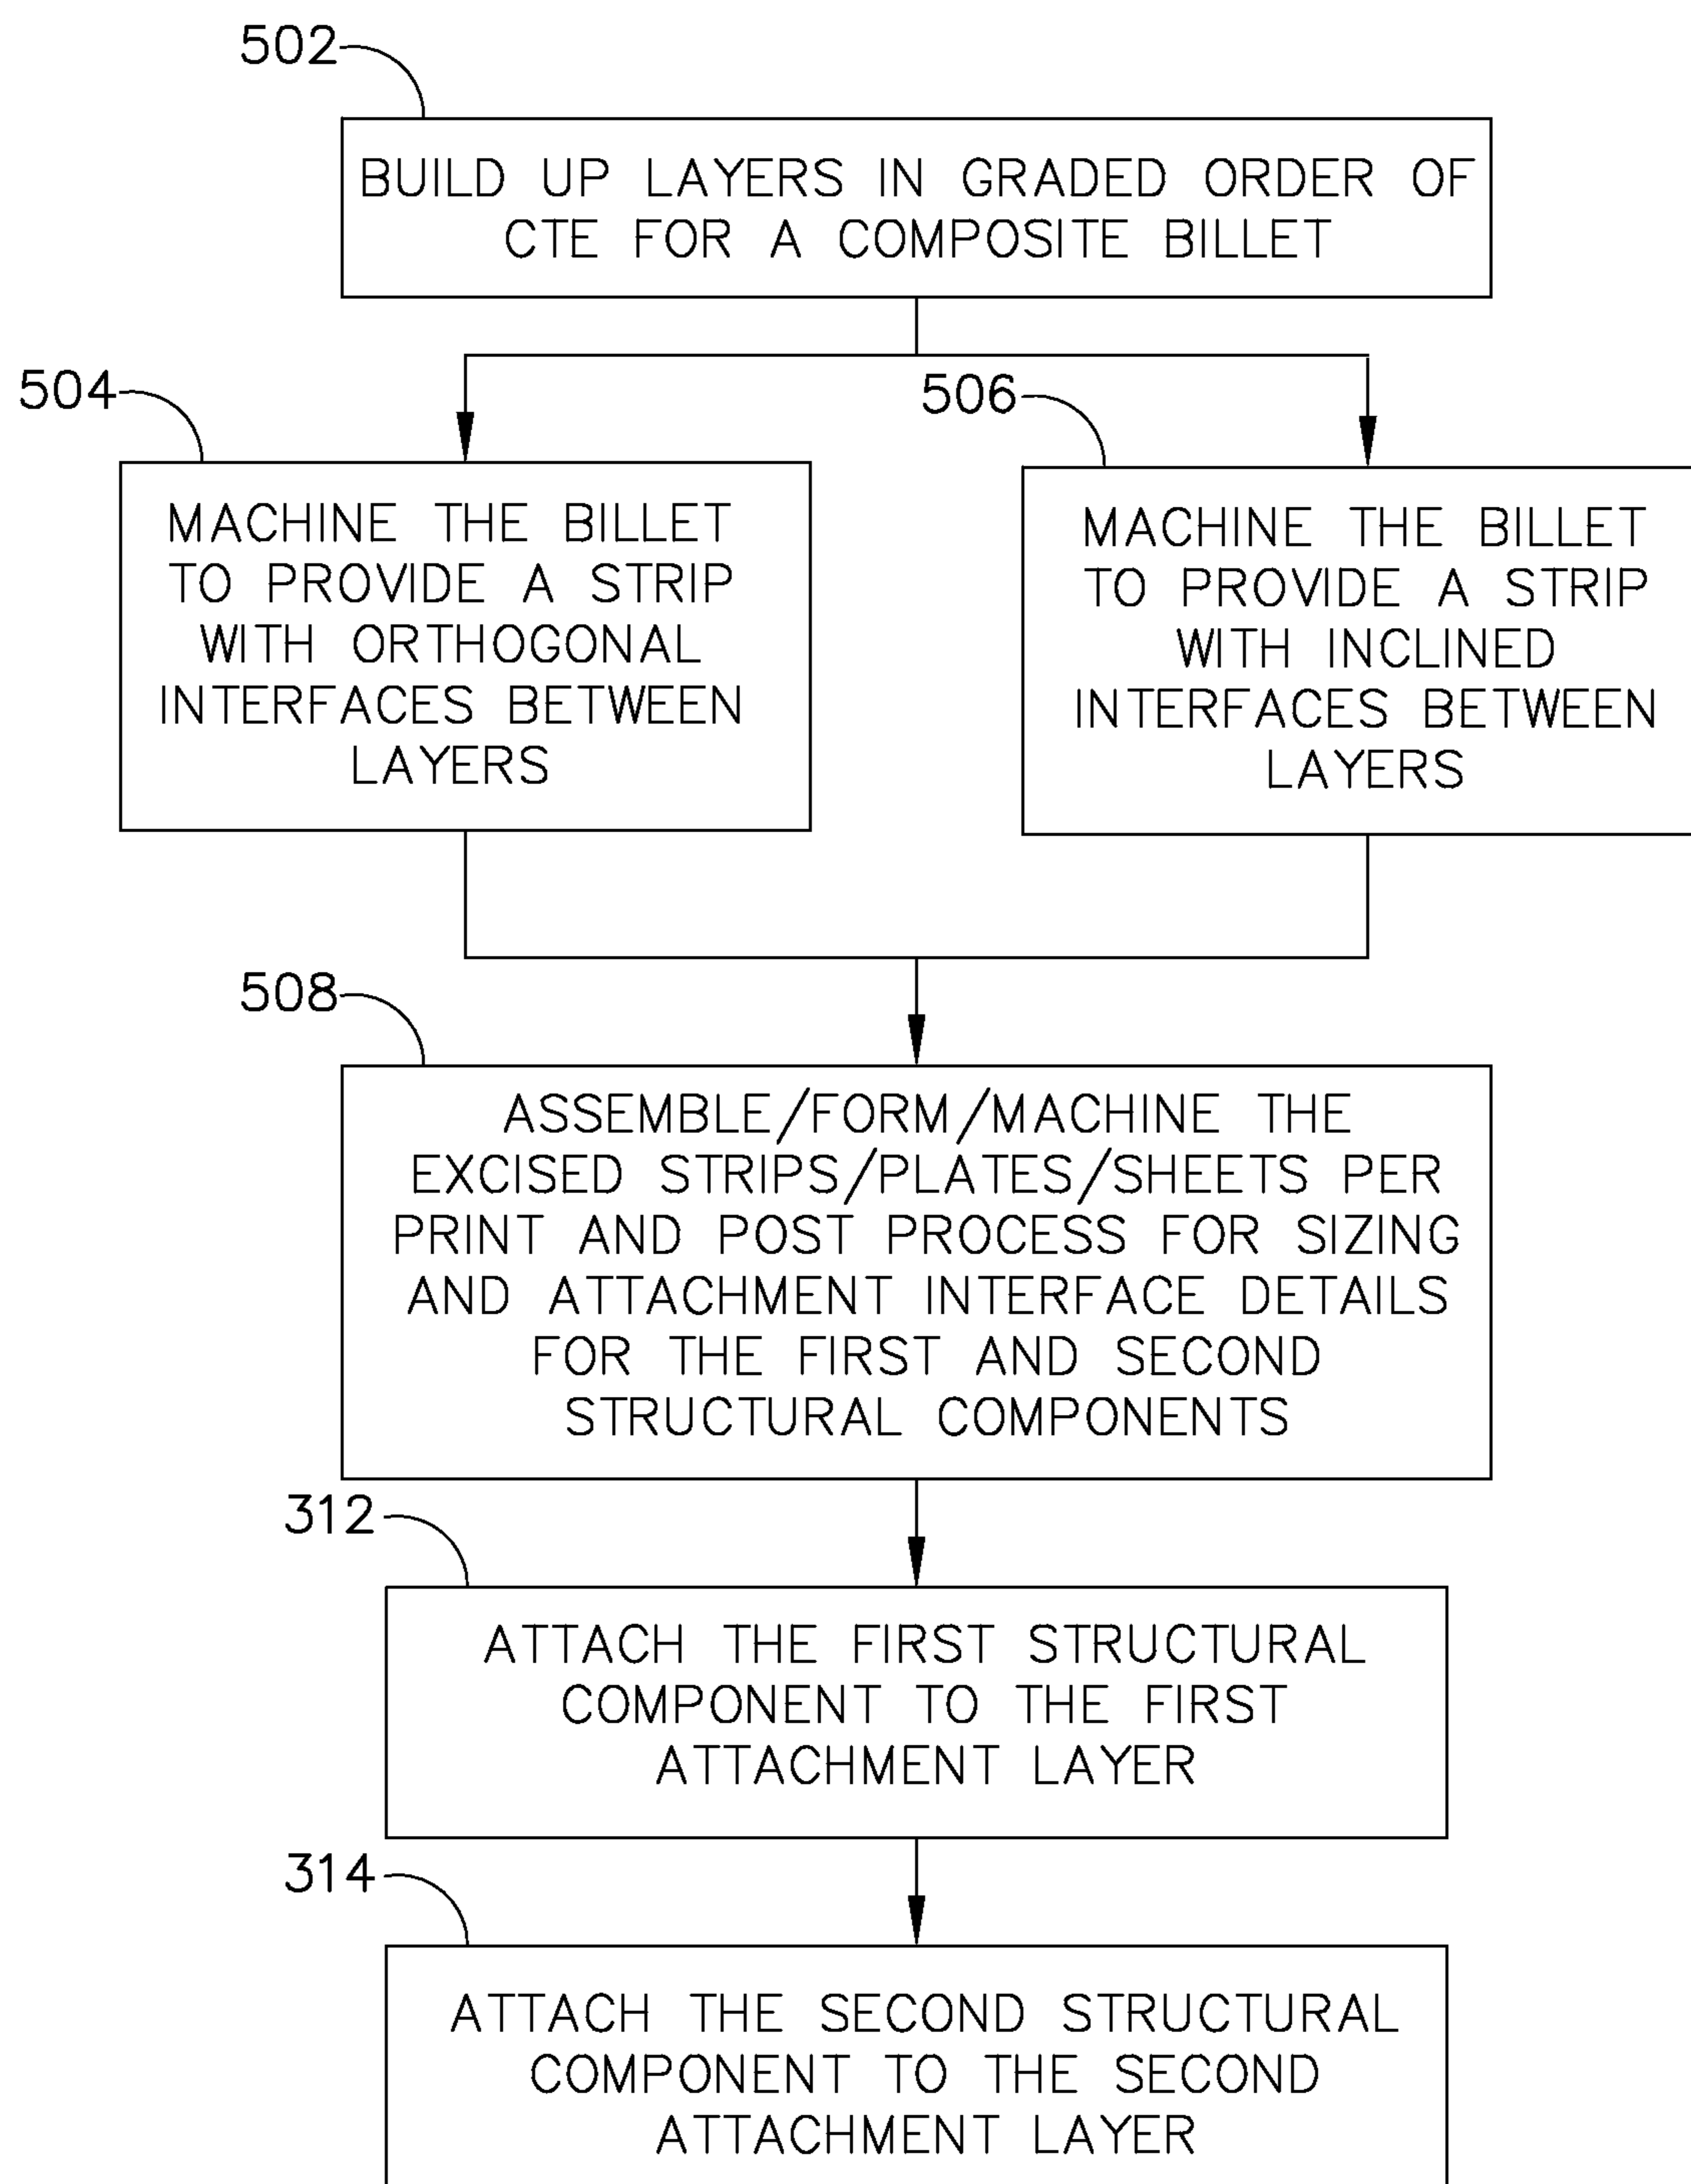 502
BUILD UP LAYERS IN GRADED ORDER OF
CTE FOR A COMPOSITE BILLET
504
MACHINE THE BILLET
TO PROVIDE A STRIP
WITH ORTHOGONAL
INTERFACES BETWEEN
LAYERS
506
MACHINE THE BILLET
TO PROVIDE A STRIP
WITH INCLINED
INTERFACES BETWEEN
LAYERS
508
ASSEMBLE/FORM/MACHINE THE
EXCISED STRIPS/PLATES/SHEETS PER
PRINT AND POST PROCESS FOR SIZING
AND ATTACHMENT INTERFACE DETAILS
FOR THE FIRST AND SECOND
STRUCTURAL COMPONENTS
312
ATTACH THE FIRST STRUCTURAL
COMPONENT TO THE FIRST
ATTACHMENT LAYER
314
ATTACH THE SECOND STRUCTURAL
COMPONENT TO THE SECOND
ATTACHMENT LAYER